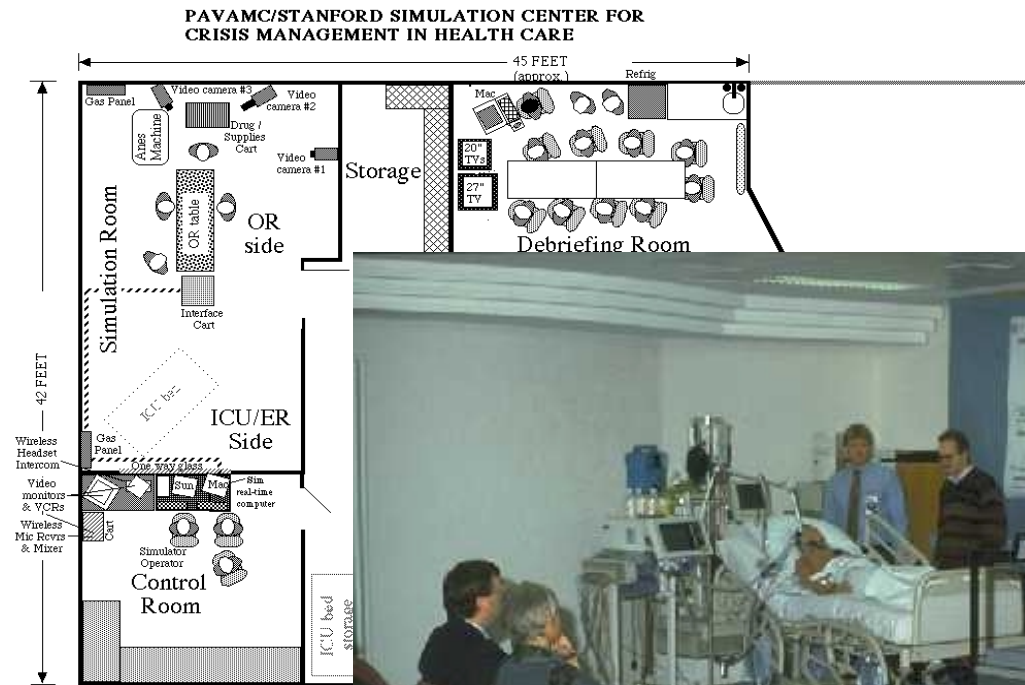 PAVAMC/STANFORD SIMULATION CENTER FOR
CRISIS MANAGEMENT IN HEALTH CARE
45 FEET
(approx.)
Refrig
Gas Panel
Video camera #3
Video
camera #2
Anes
Machine
Drug /
Supplies
Cart
Video
camera #1
Storage
Mac
20"
TVs
27"
TV
Debriefing Room
Simulation Room
OR table
OR
side
Interface
Cart
42 FEET
ICU bed
ICU/ER
Side
Gas
Panel
One way glass
Wireless
Headset
Intercom
Video
monitors
& VCRs
Wireless
Mic Rcvrs
& Mixer
Cart
Sun
Mac
Sim
real-time
computer
Simulator
Operator
Control
Room
ICU bed
storage